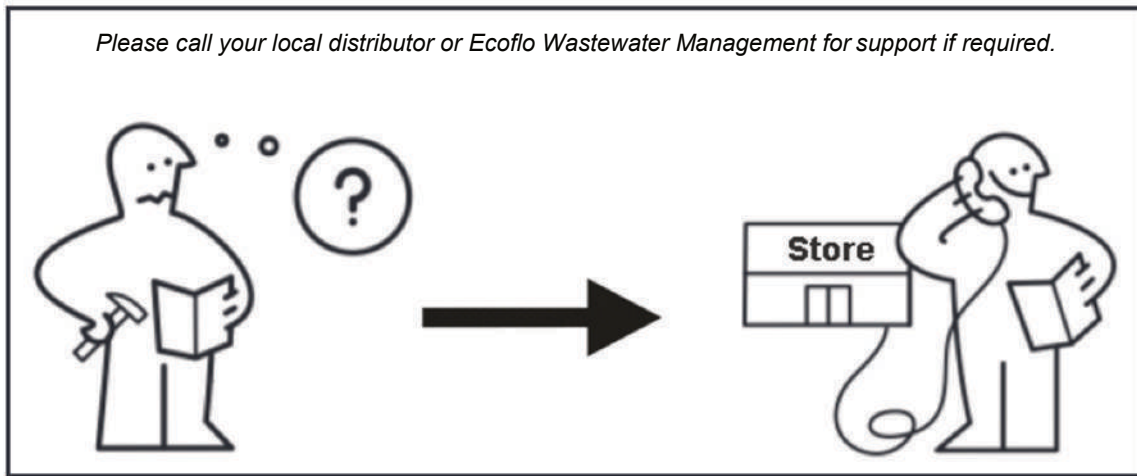 Please call your local distributor or Ecoflo Wastewater Management for support if required.
?
Store